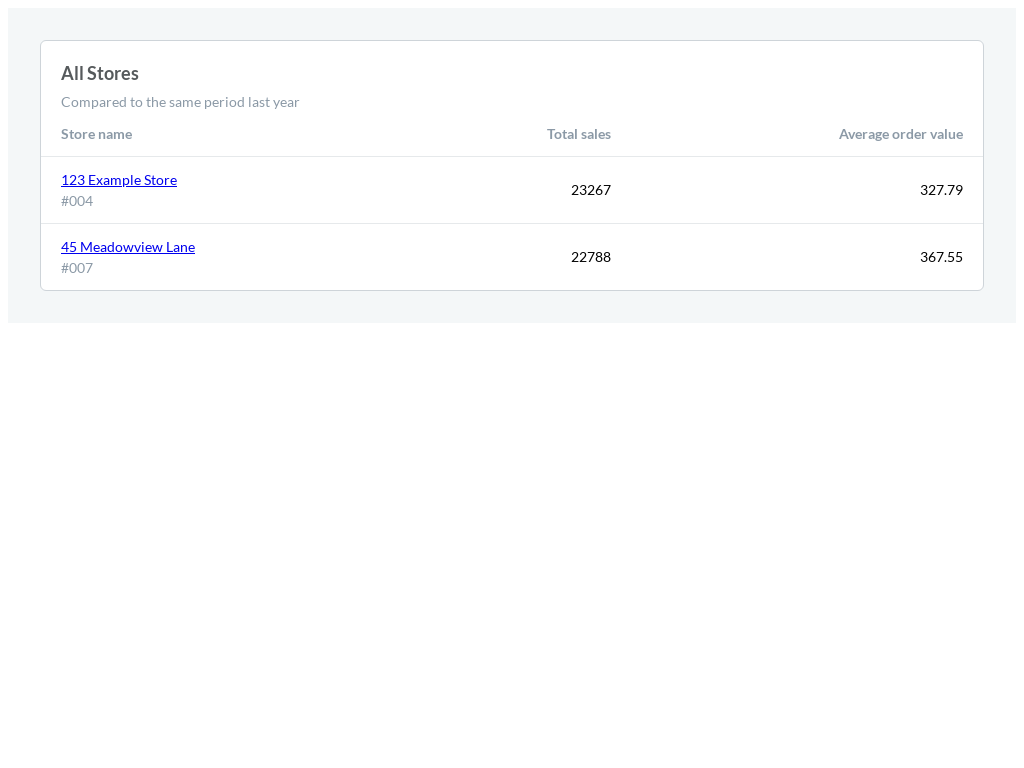 All Stores
Compared to the same period last year
Store name Total sales Average order value
123 Example Store
#004 23267 327.79
45 Meadowview Lane
#007 22788 367.55